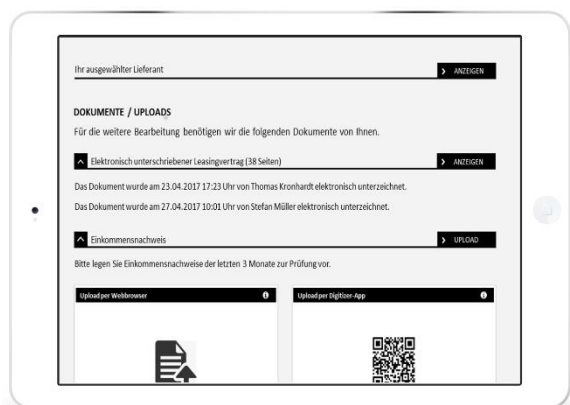 Ihr ausgewählter Lieferant
ANZEIGEN
DOKUMENTE / UPLOADS
Für die weitere Bearbeitung benötigen wir die folgenden Dokumente von Ihnen.
Elektronisch unterschriebener Leasingvertrag (38 Seiten)
ANZEIGEN
Das Dokument wurde am 23.04.2017 17:23 Uhr von Thomas Kronhardt elektronisch unterzeichnet.
Das Dokument wurde am 27.04.2017 10:01 Uhr von Stefan Müller elektronisch unterzeichnet.
Einkommensnachweis
UPLOAD
Bitte legen Sie Einkommensnachweise der letzten 3 Monate zur Prüfung vor.
Upload per Webbrowser
Upload per Digitizer-App